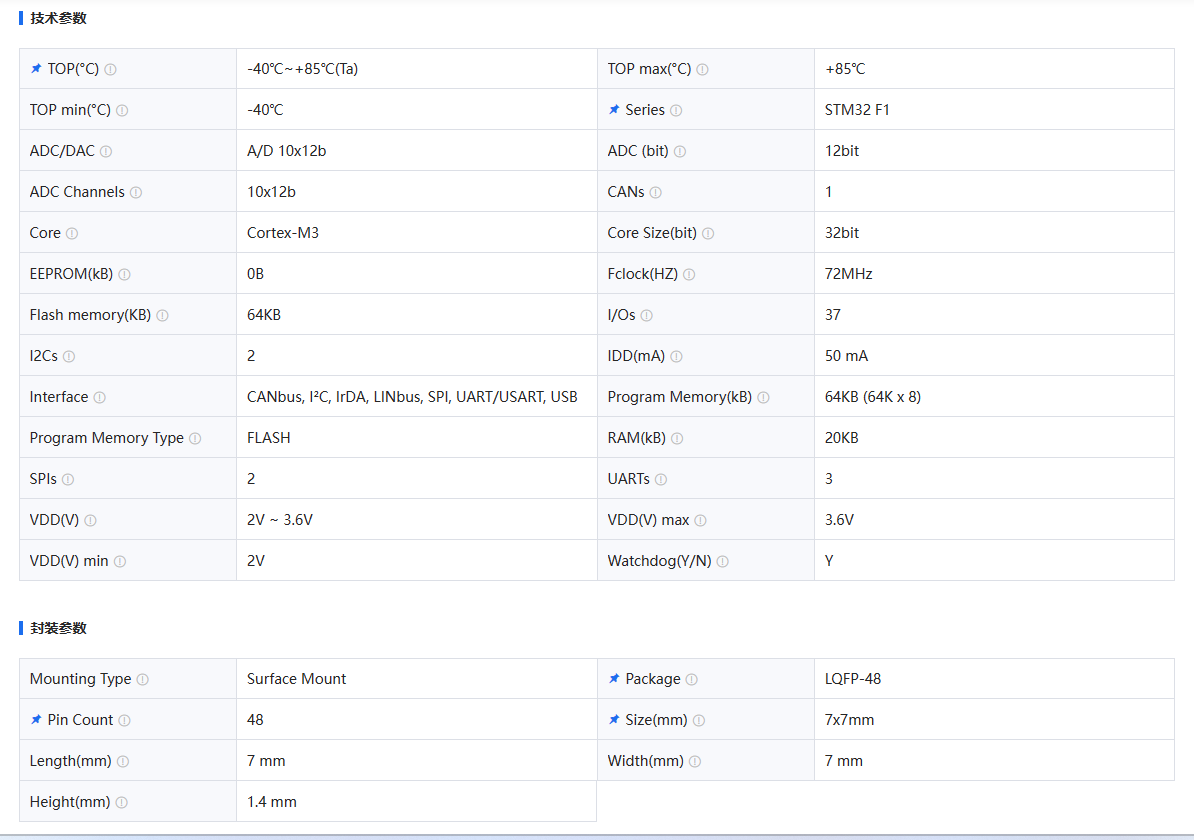 技术参数
TOP(°C) -40℃~+85℃(Ta) TOP max(°C) +85℃
TOP min(°C) -40℃ Series STM32 F1
ADC/DAC A/D 10x12b ADC (bit) 12bit
ADC Channels 10x12b CANs 1
Core Cortex-M3 Core Size(bit) 32bit
EEPROM(kB) 0B Fclock(HZ) 72MHz
Flash memory(KB) 64KB I/Os 37
I2Cs 2 IDD(mA) 50 mA
Interface CANbus, I²C, IrDA, LINbus, SPI, UART/USART, USB Program Memory(kB) 64KB (64K x 8)
Program Memory Type FLASH RAM(kB) 20KB
SPIs 2 UARTs 3
VDD(V) 2V ~ 3.6V VDD(V) max 3.6V
VDD(V) min 2V Watchdog(Y/N) Y
封装参数
Mounting Type Surface Mount Package LQFP-48
Pin Count 48 Size(mm) 7x7mm
Length(mm) 7 mm Width(mm) 7 mm
Height(mm) 1.4 mm